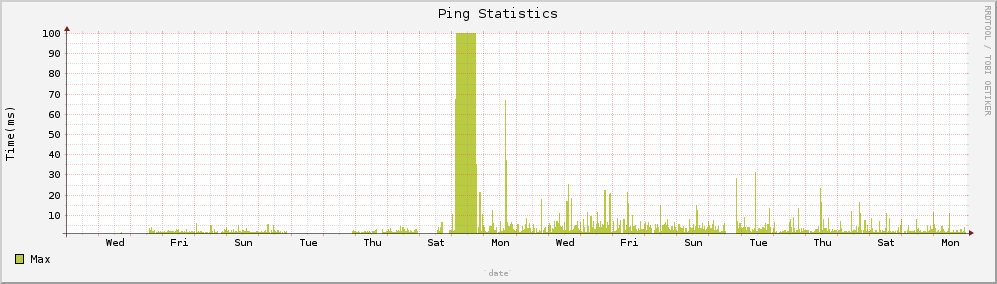 Ping Statistics
RRDTOOL / TOBI OETIKER
Time(ms)
100
90
80
70
60
50
40
30
20
10
Wed Fri Sun Tue Thu Sat Mon Wed Fri Sun Tue Thu Sat Mon
Max
`date`